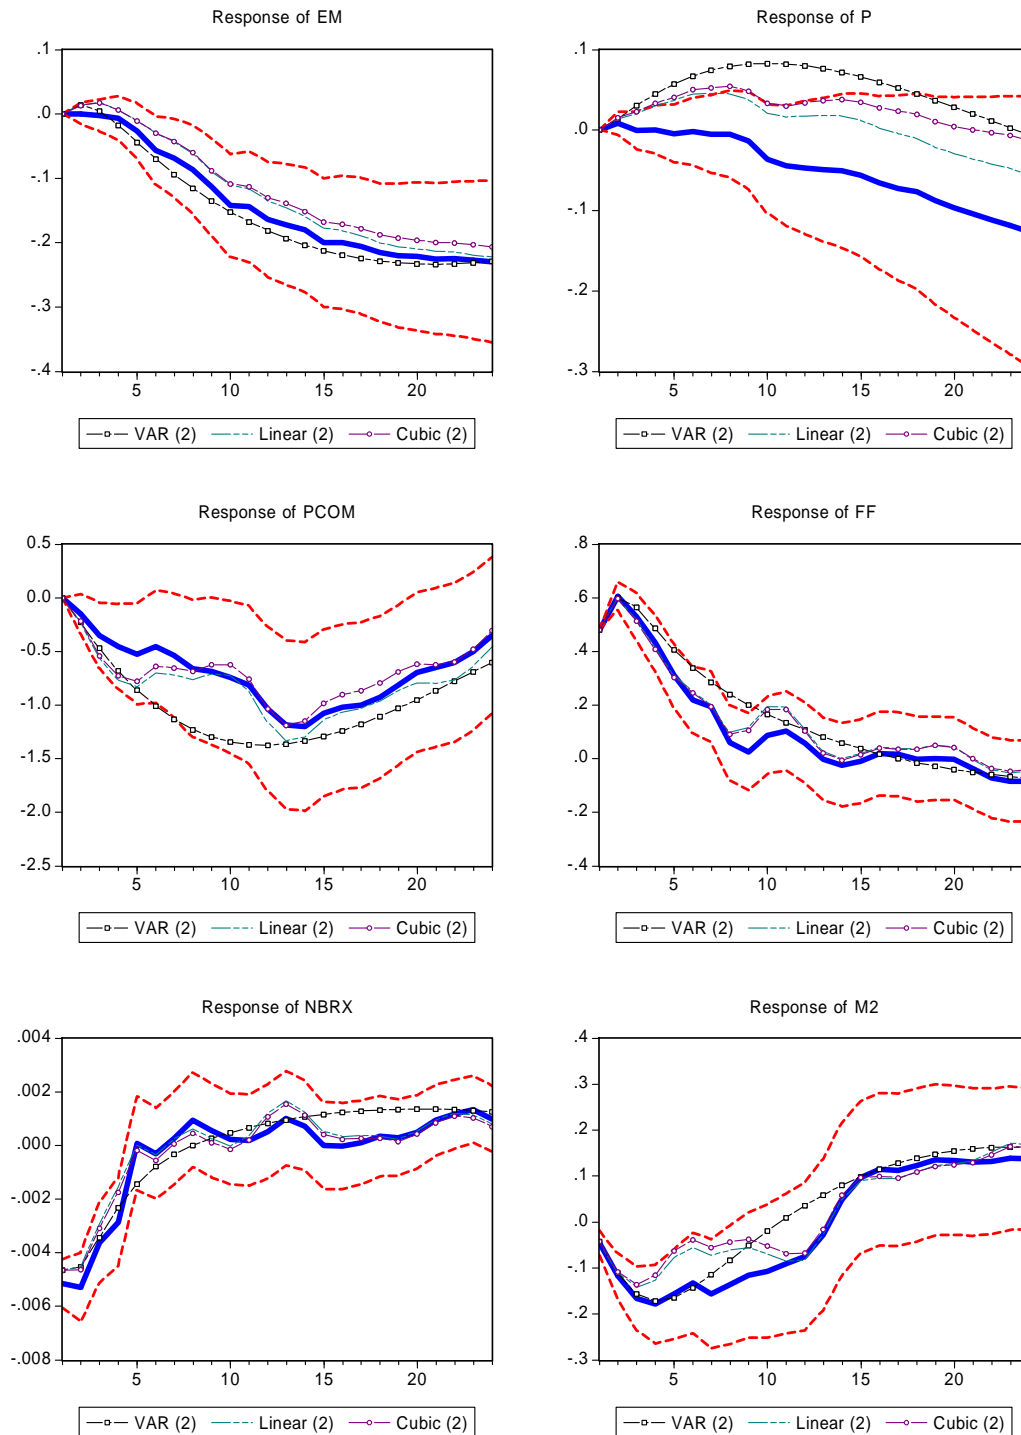 Response of EM
.1
.0
-.1
-.2
-.3
-.4
5 10 15 20
VAR (2) Linear (2) Cubic (2)
Response of P
.1
.0
-.1
-.2
-.3
5 10 15 20
VAR (2) Linear (2) Cubic (2)
Response of PCOM
0.5
0.0
-0.5
-1.0
-1.5
-2.0
-2.5
5 10 15 20
VAR (2) Linear (2) Cubic (2)
Response of FF
.8
.6
.4
.2
.0
-.2
-.4
5 10 15 20
VAR (2) Linear (2) Cubic (2)
Response of NBRX
.004
.002
.000
-.002
-.004
-.006
-.008
5 10 15 20
VAR (2) Linear (2) Cubic (2)
Response of M2
.4
.3
.2
.1
.0
-.1
-.2
-.3
5 10 15 20
VAR (2) Linear (2) Cubic (2)